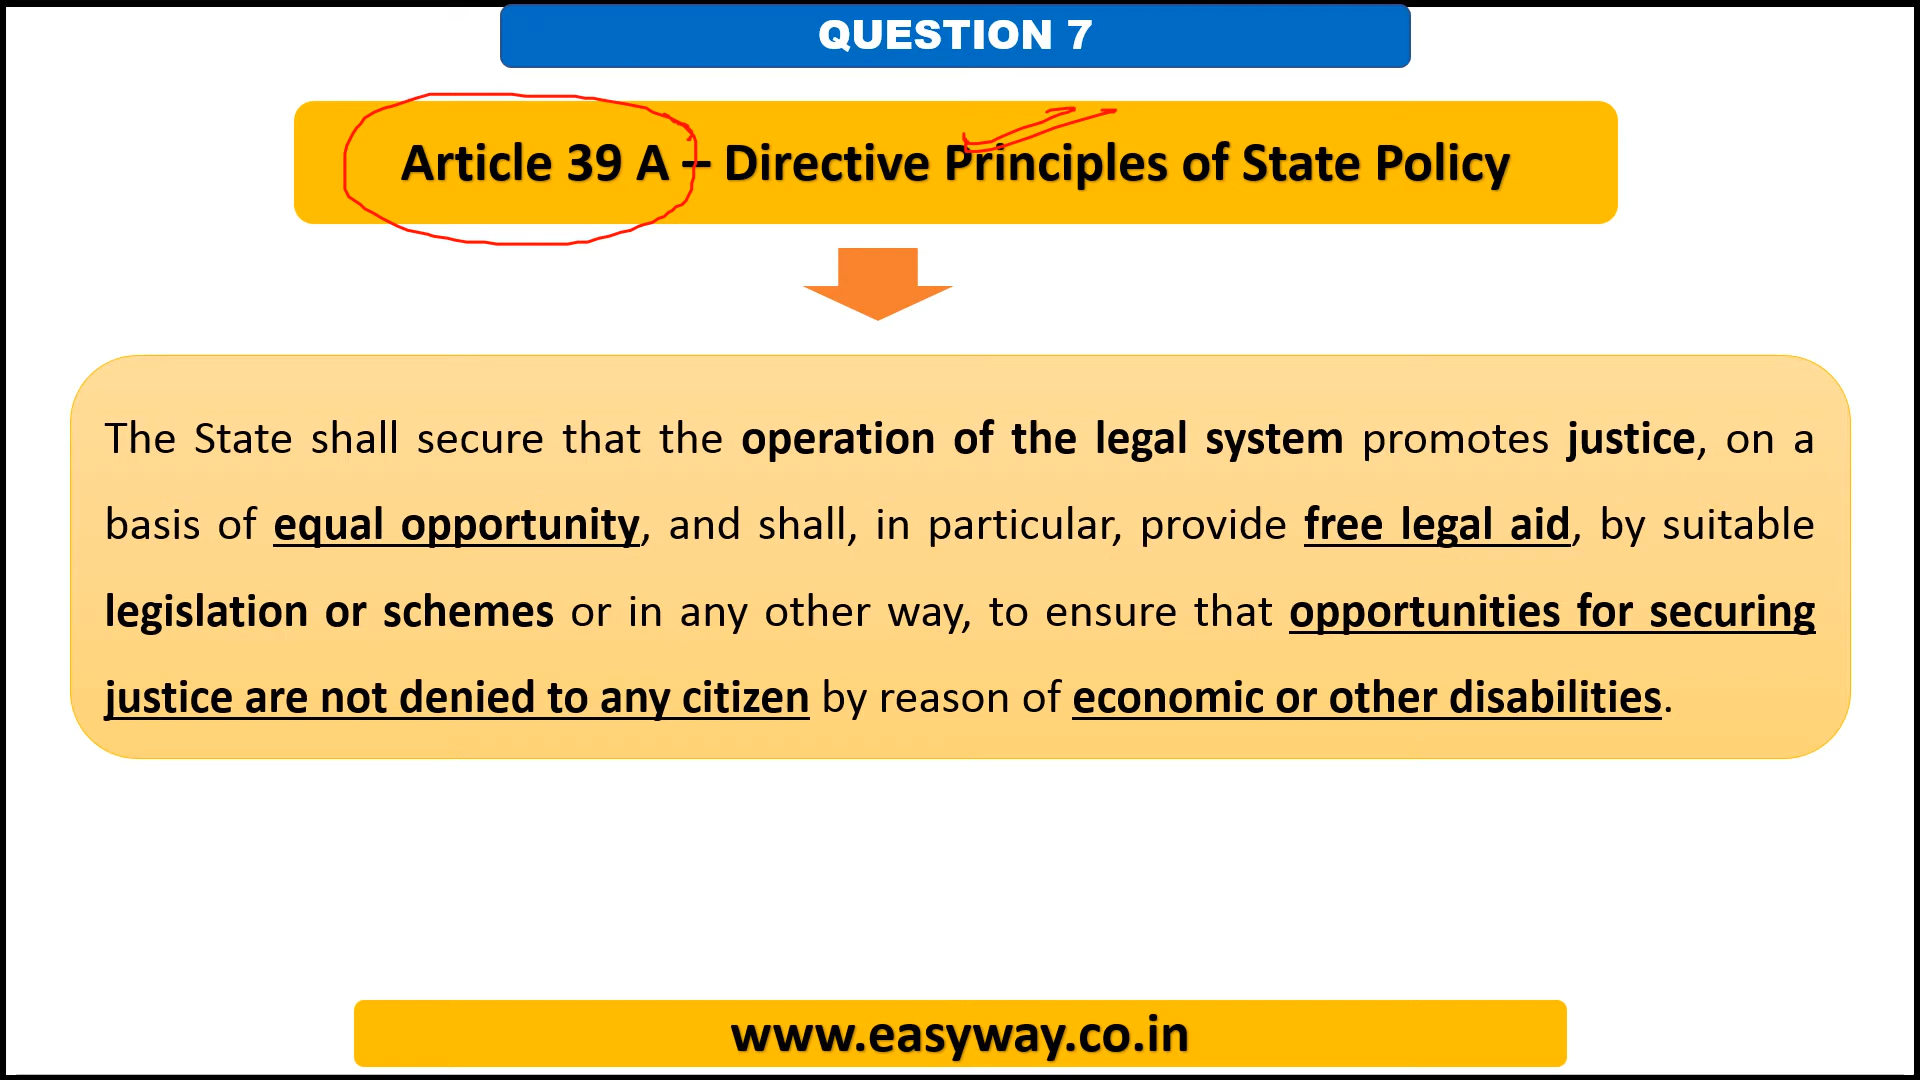 QUESTION 7
Article 39 A – Directive Principles of State Policy
The State shall secure that the operation of the legal system promotes justice, on a
basis of equal opportunity, and shall, in particular, provide free legal aid, by suitable
legislation or schemes or in any other way, to ensure that opportunities for securing
justice are not denied to any citizen by reason of economic or other disabilities.
www.easyway.co.in